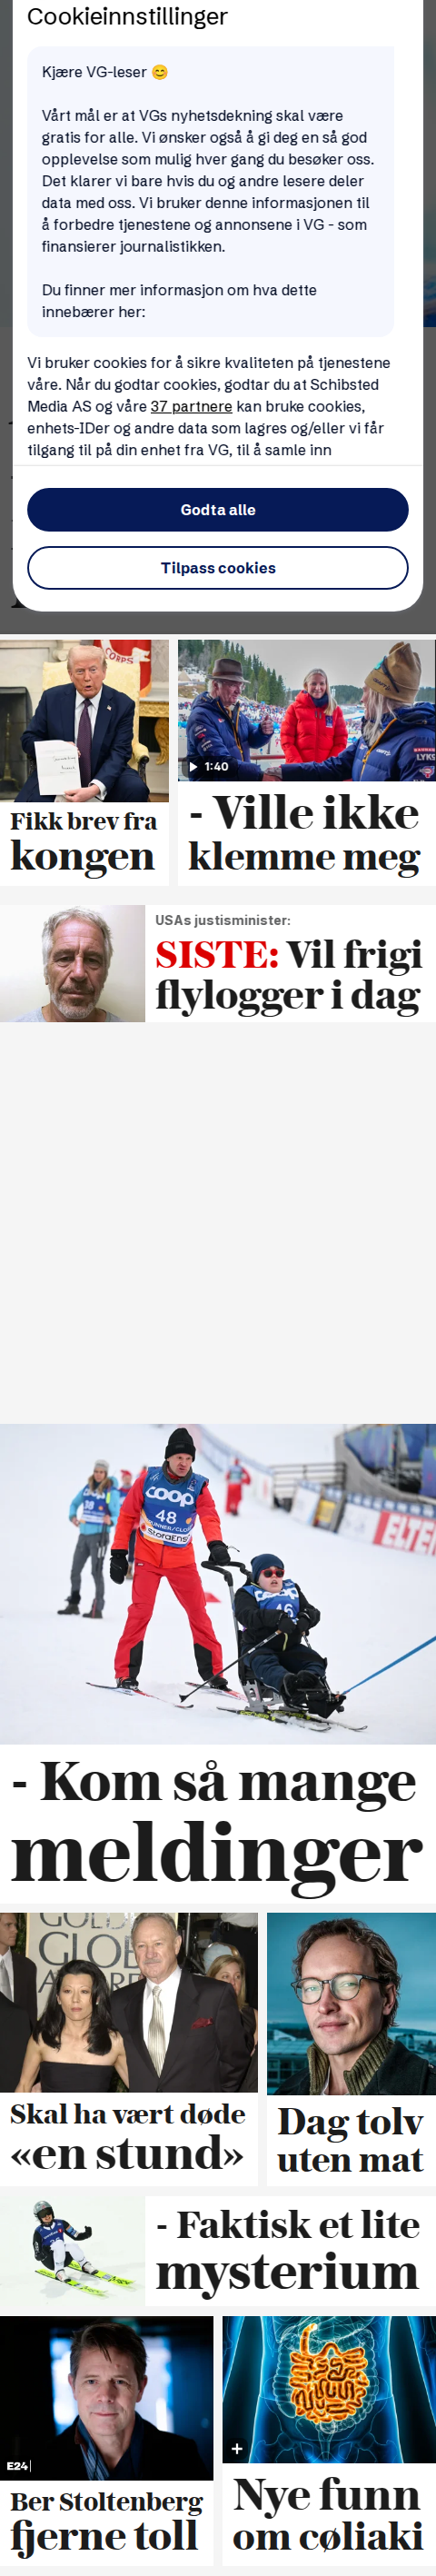 Cookieinnstillinger
Kjære VG-leser 😊
Vårt mål er at VGs nyhetsdekning skal være
gratis for alle. Vi ønsker også å gi deg en så god
opplevelse som mulig hver gang du besøker oss.
Det klarer vi bare hvis du og andre lesere deler
data med oss. Vi bruker denne informasjonen til
å forbedre tjenestene og annonsene i VG - som
finansierer journalistikken.
Du finner mer informasjon om hva dette
innebærer her:
Vi bruker cookies for å sikre kvaliteten på tjenestene
våre. Når du godtar cookies, godtar du at Schibsted
Media AS og våre 37 partnere kan bruke cookies,
enhets-IDer og andre data som lagres og/eller vi får
tilgang til på din enhet fra VG, til å samle inn
Godta alle
Tilpass cookies
CORPS
1:40
Fikk brev fra
kongen
- Ville ikke
klemme meg
USAs justisminister:
SISTE: Vil frigi
flylogger i dag
coop
48
StoraEnso
46
- Kom så mange
meldinger
Skal ha vært døde
«en stund»
Dag tolv
uten mat
- Faktisk et lite
mysterium
E24
Ber Stoltenberg
fjerne toll
+
Nye funn
om cøliaki